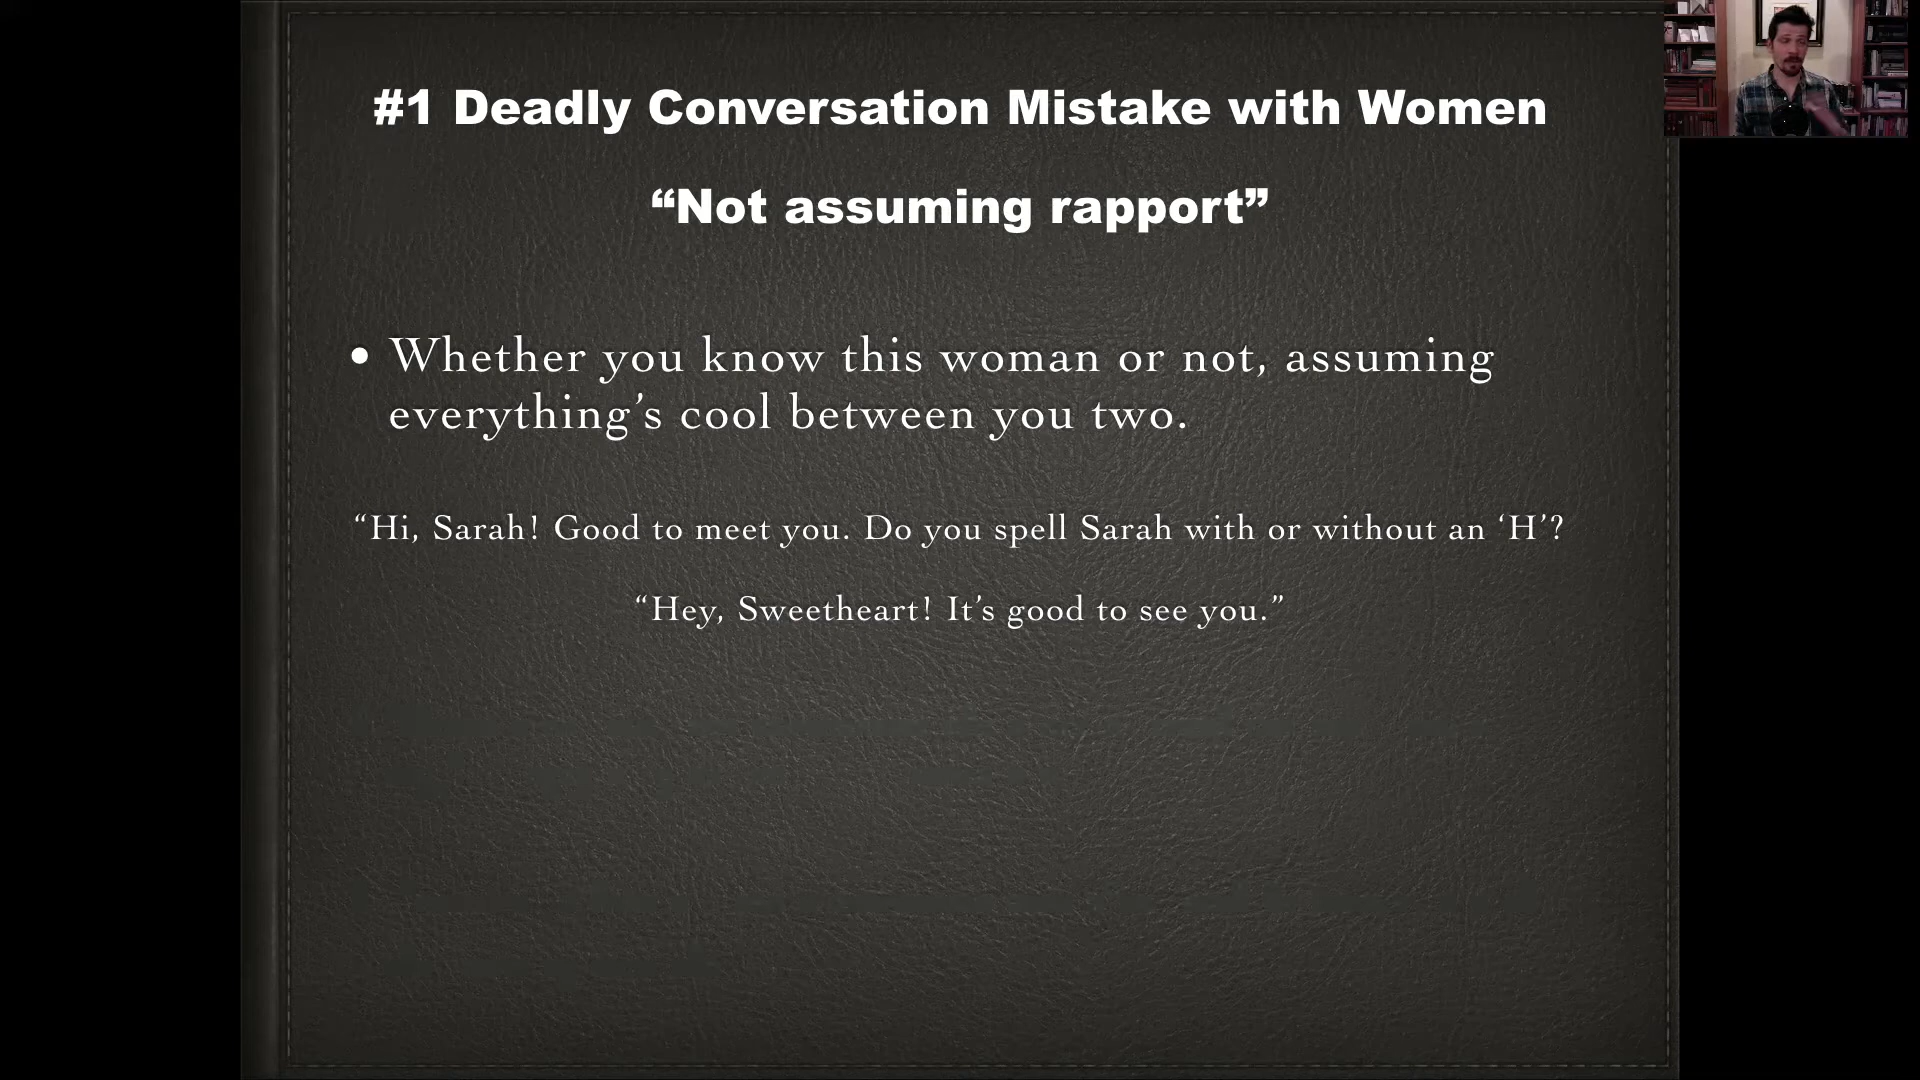 #1 Deadly Conversation Mistake with Women
“Not assuming rapport”
• Whether you know this woman or not, assuming
everything’s cool between you two.
“Hi, Sarah! Good to meet you. Do you spell Sarah with or without an ‘H’?
“Hey, Sweetheart! It’s good to see you.”